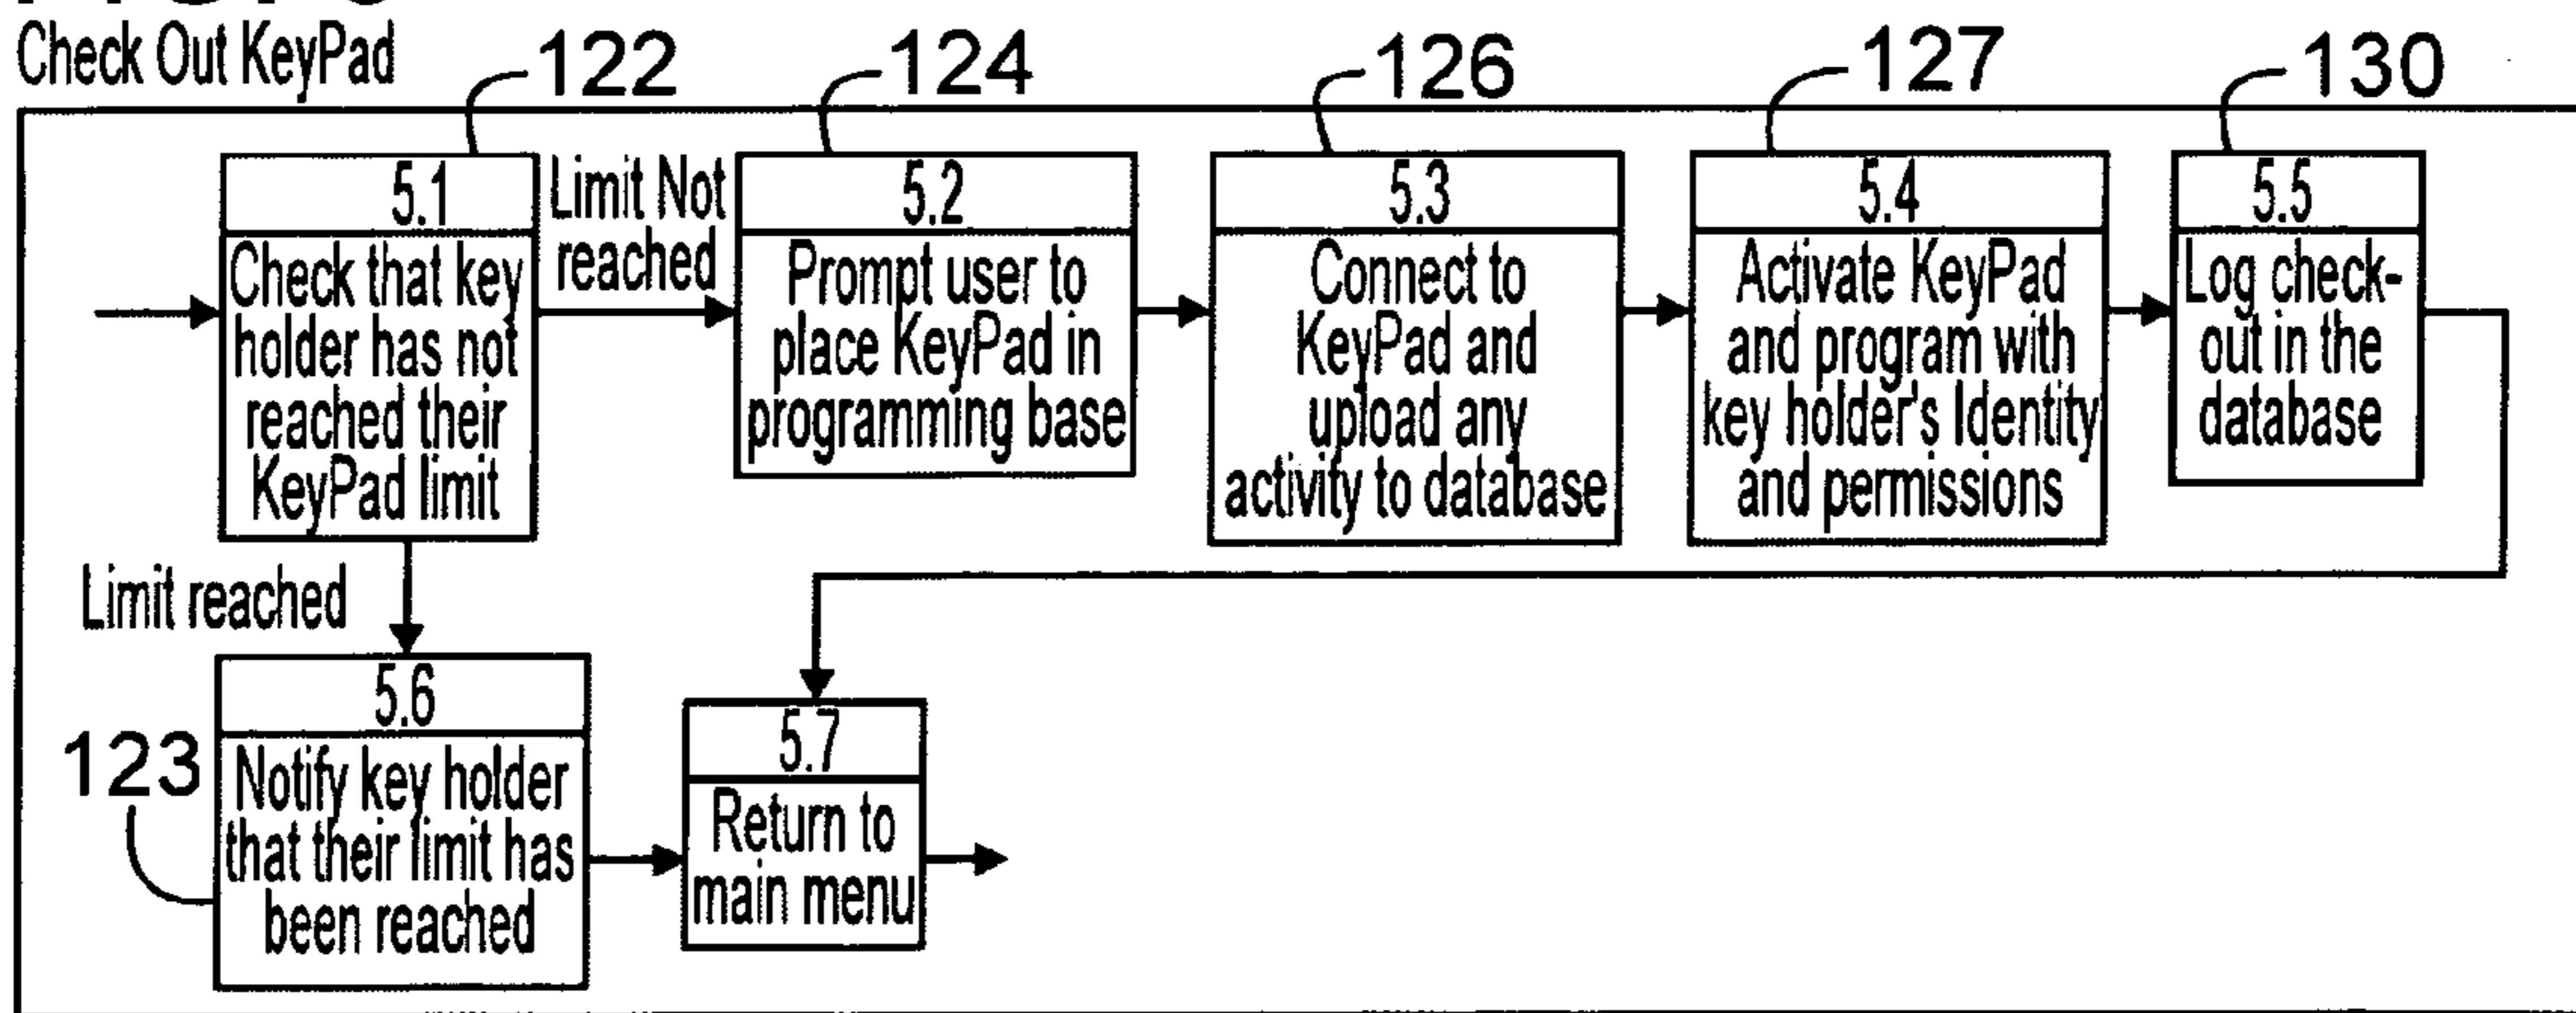 Check Out KeyPad
122
124
126
127
130
5.1
Check that key
holder has not
reached their
KeyPad limit
Limit Not
reached
5.2
Prompt user to
place KeyPad in
programming base
5.3
Connect to
KeyPad and
upload any
activity to database
5.4
Activate KeyPad
and program with
key holder's Identity
and permissions
5.5
Log check-
out in the
database
Limit reached
123
5.6
Notify key holder
that their limit has
been reached
5.7
Return to
main menu